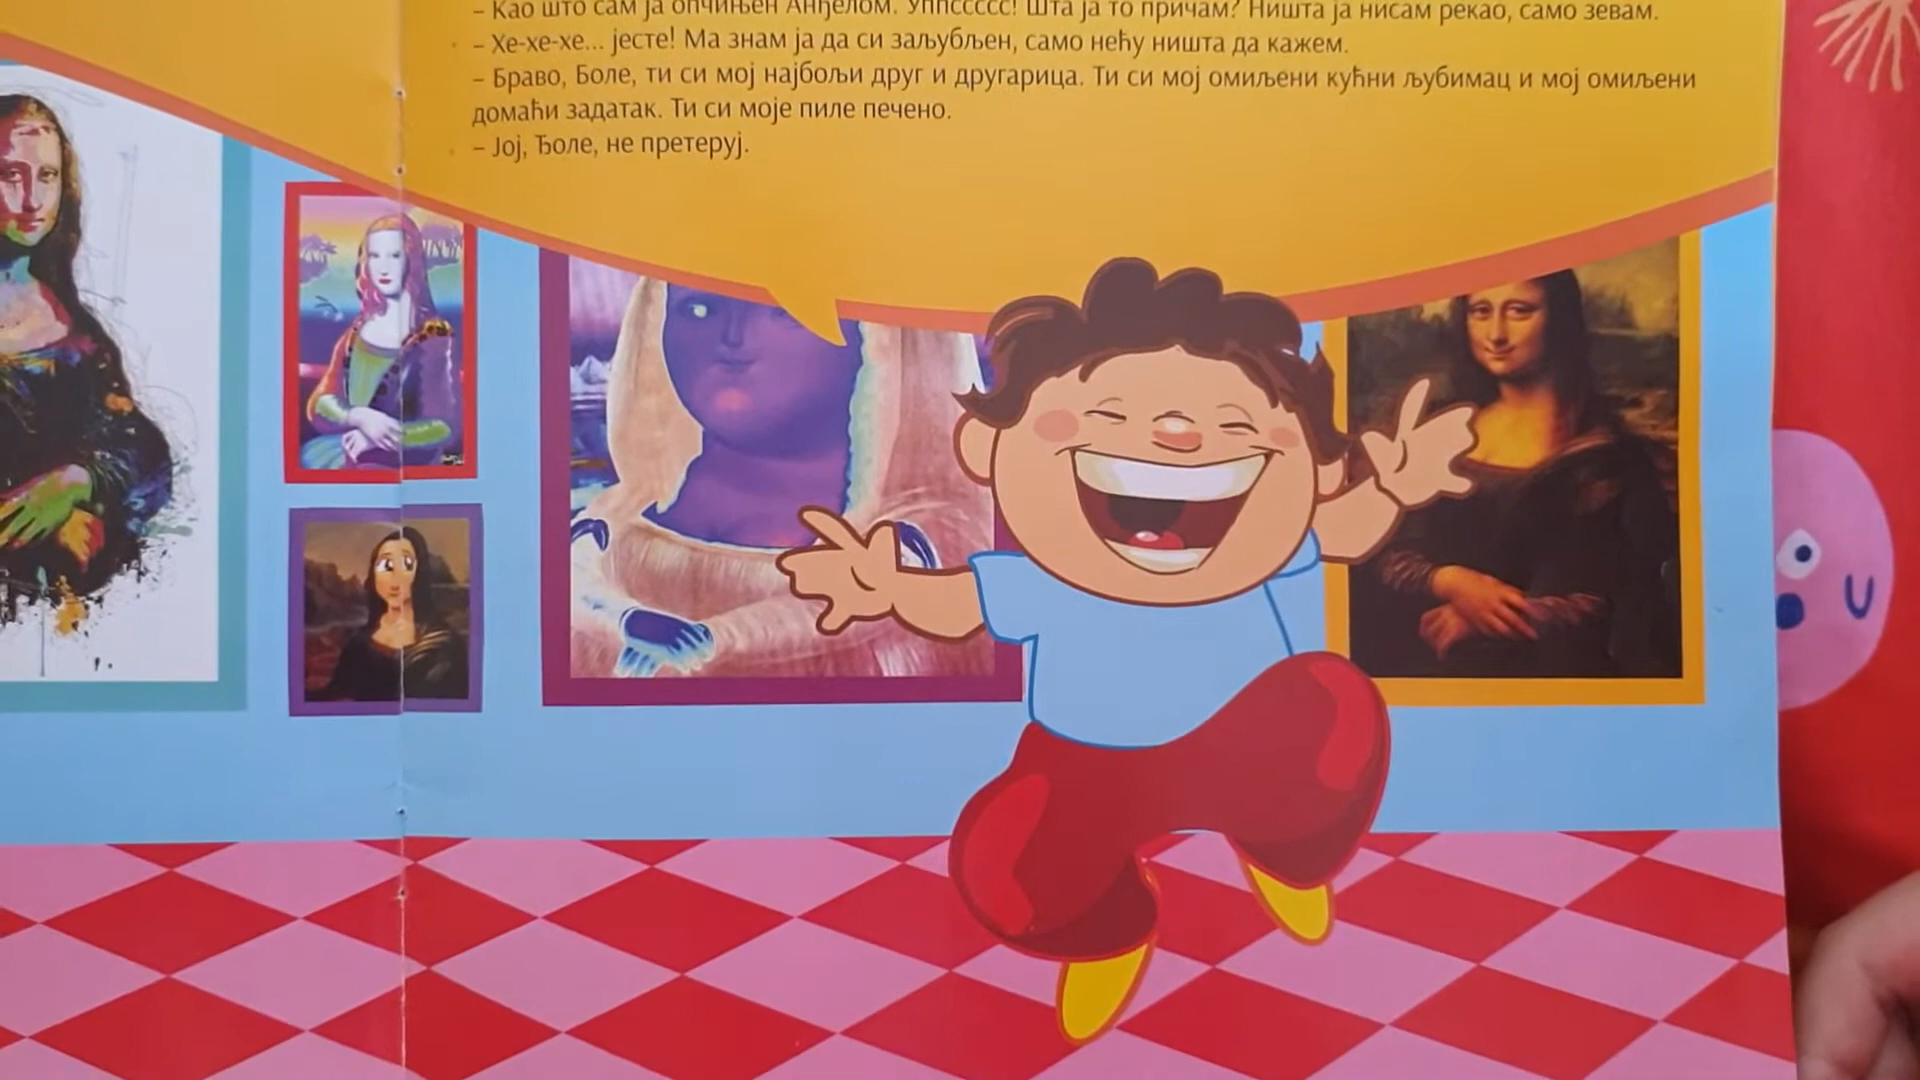 – Као што сам ја опчињен Анђелом. Уппссссс! Шта ја то причам? Ништа ја нисам рекао, само зевам.
– Хе-хе-хе... јесте! Ма знам ја да си заљубљен, само нећу ништа да кажем.
– Браво, Боле, ти си мој најбољи друг и другарица. Ти си мој омиљени кућни љубимац и мој омиљени
домаћи задатак. Ти си моје пиле печено.
– Јој, Ђоле, не претеруј.